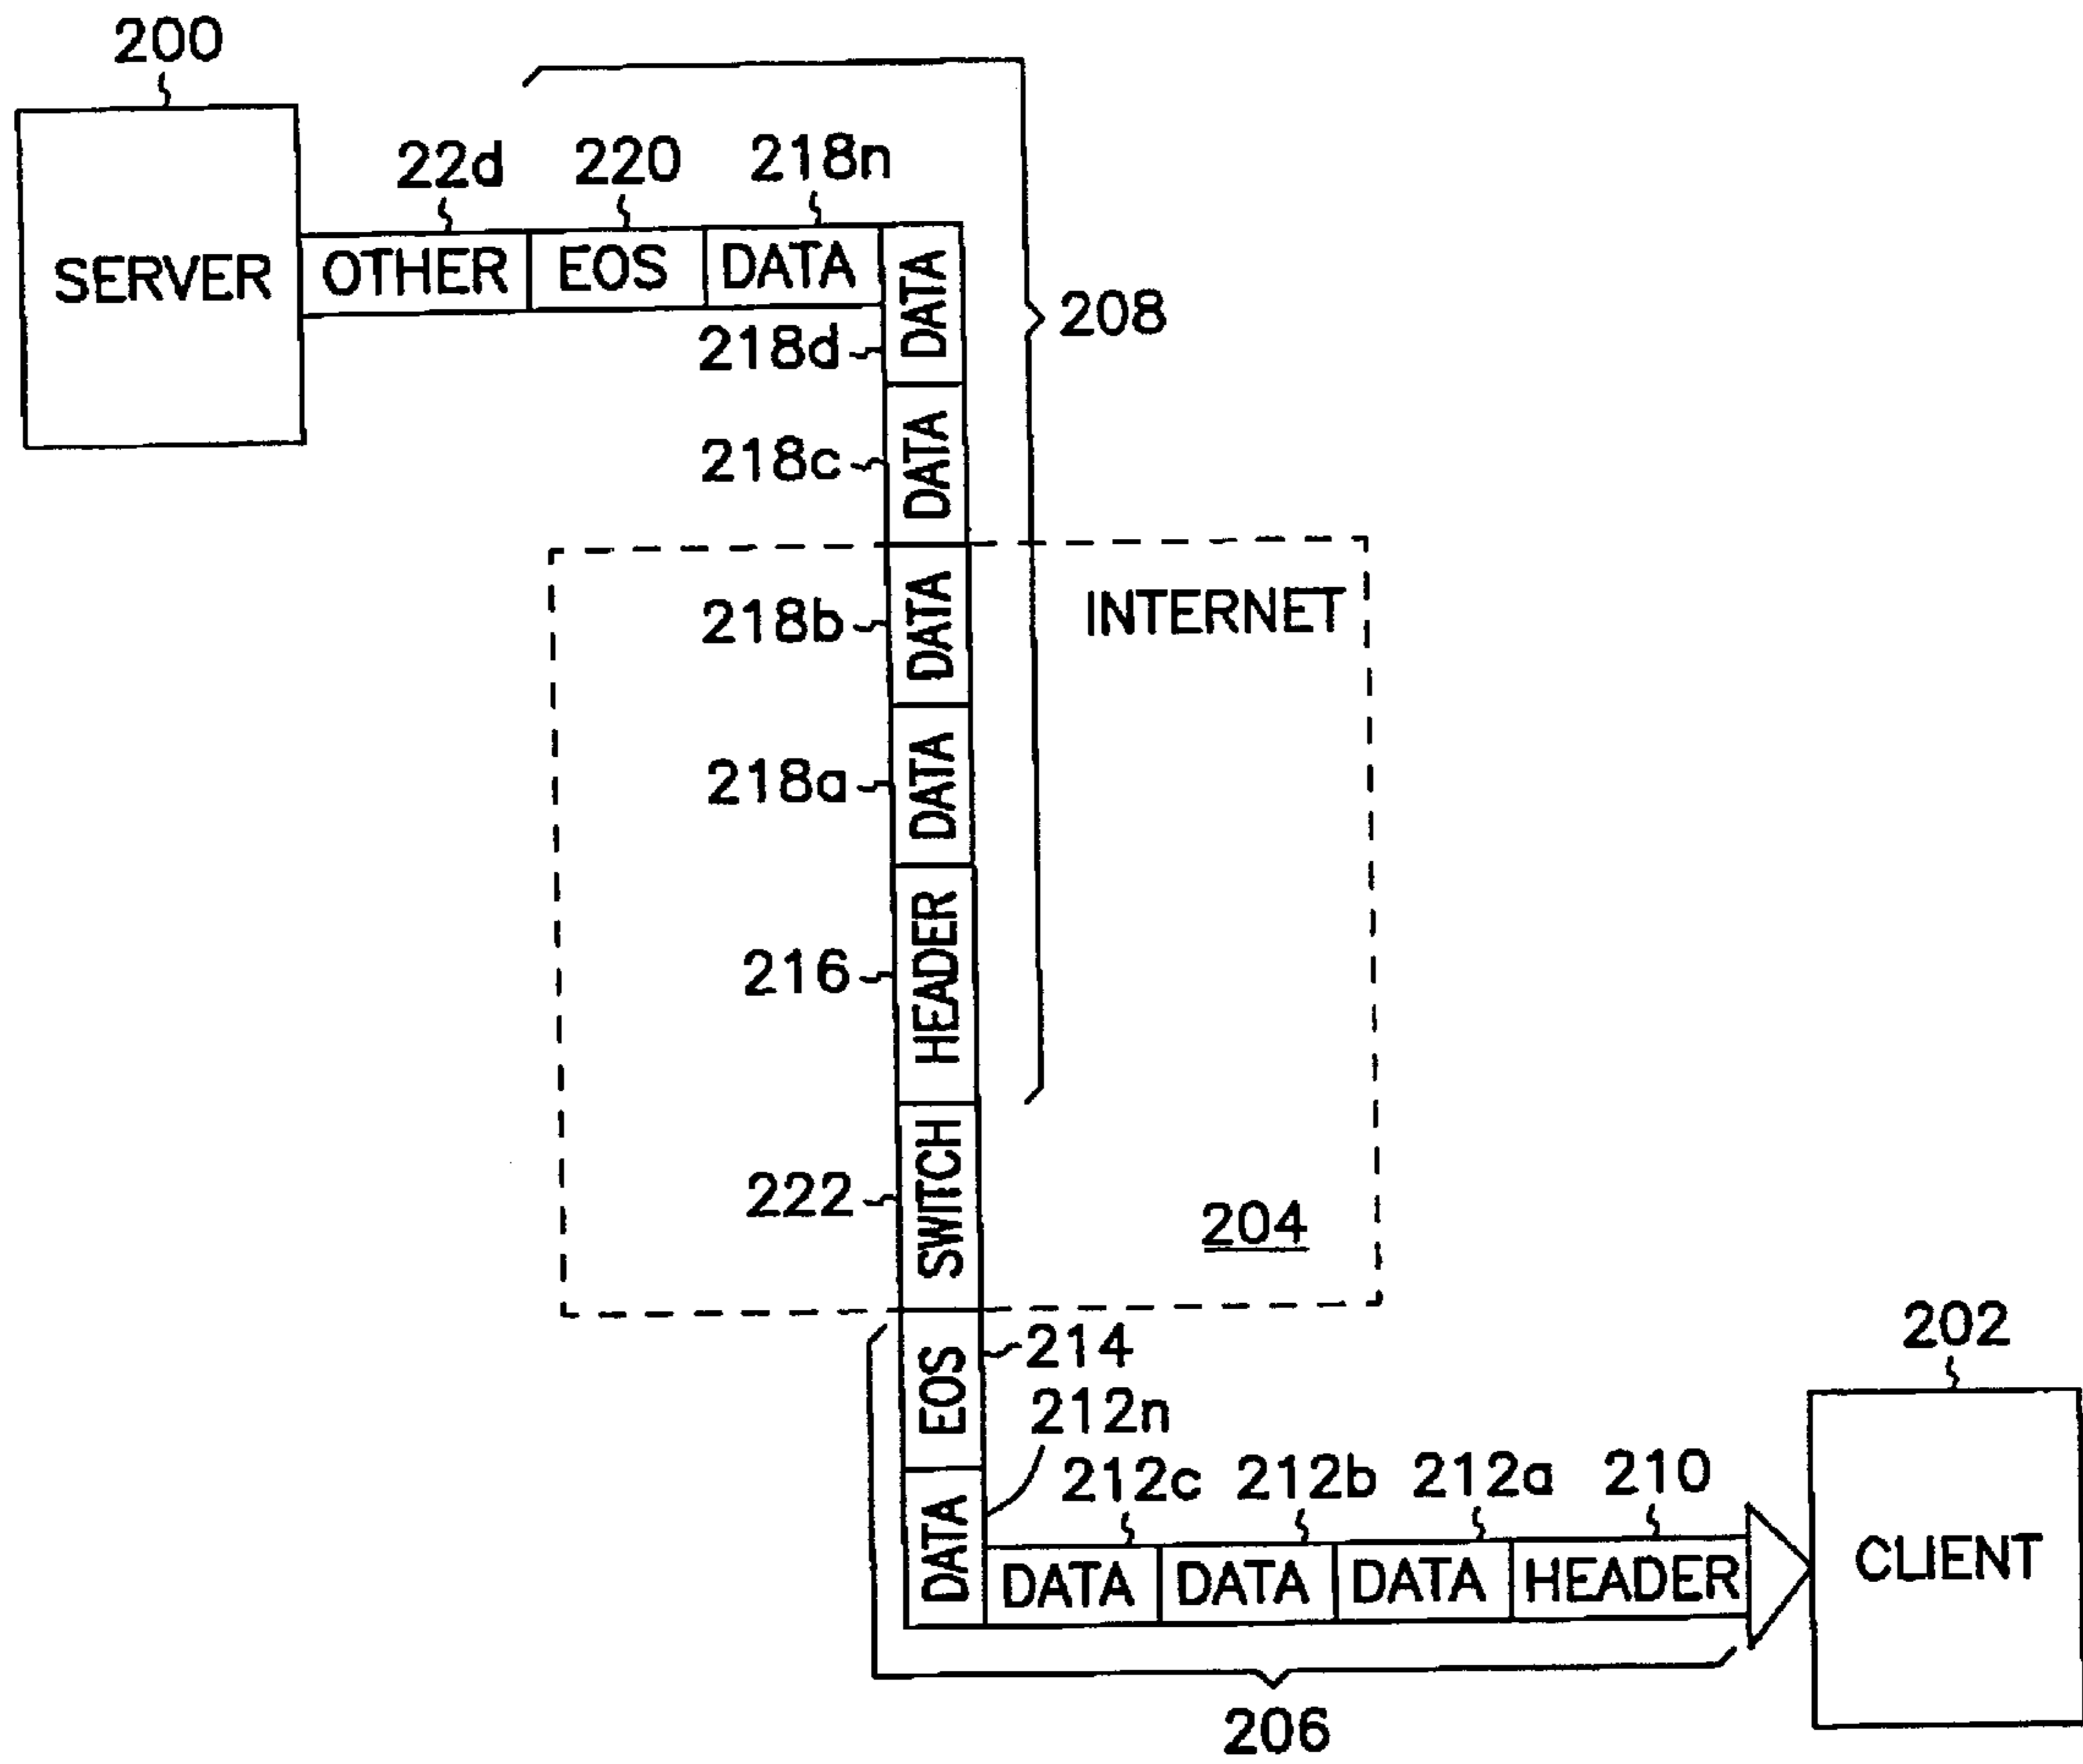 200
22d 220 218n
SERVER OTHER EOS DATA
DATA
218d
208
218c DATA
218b DATA
INTERNET
218a DATA
216 HEADER
222 SWITCH
204
EOS 214
202
212n
DATA
212c 212b 212a 210
DATA DATA DATA HEADER
CLIENT
206